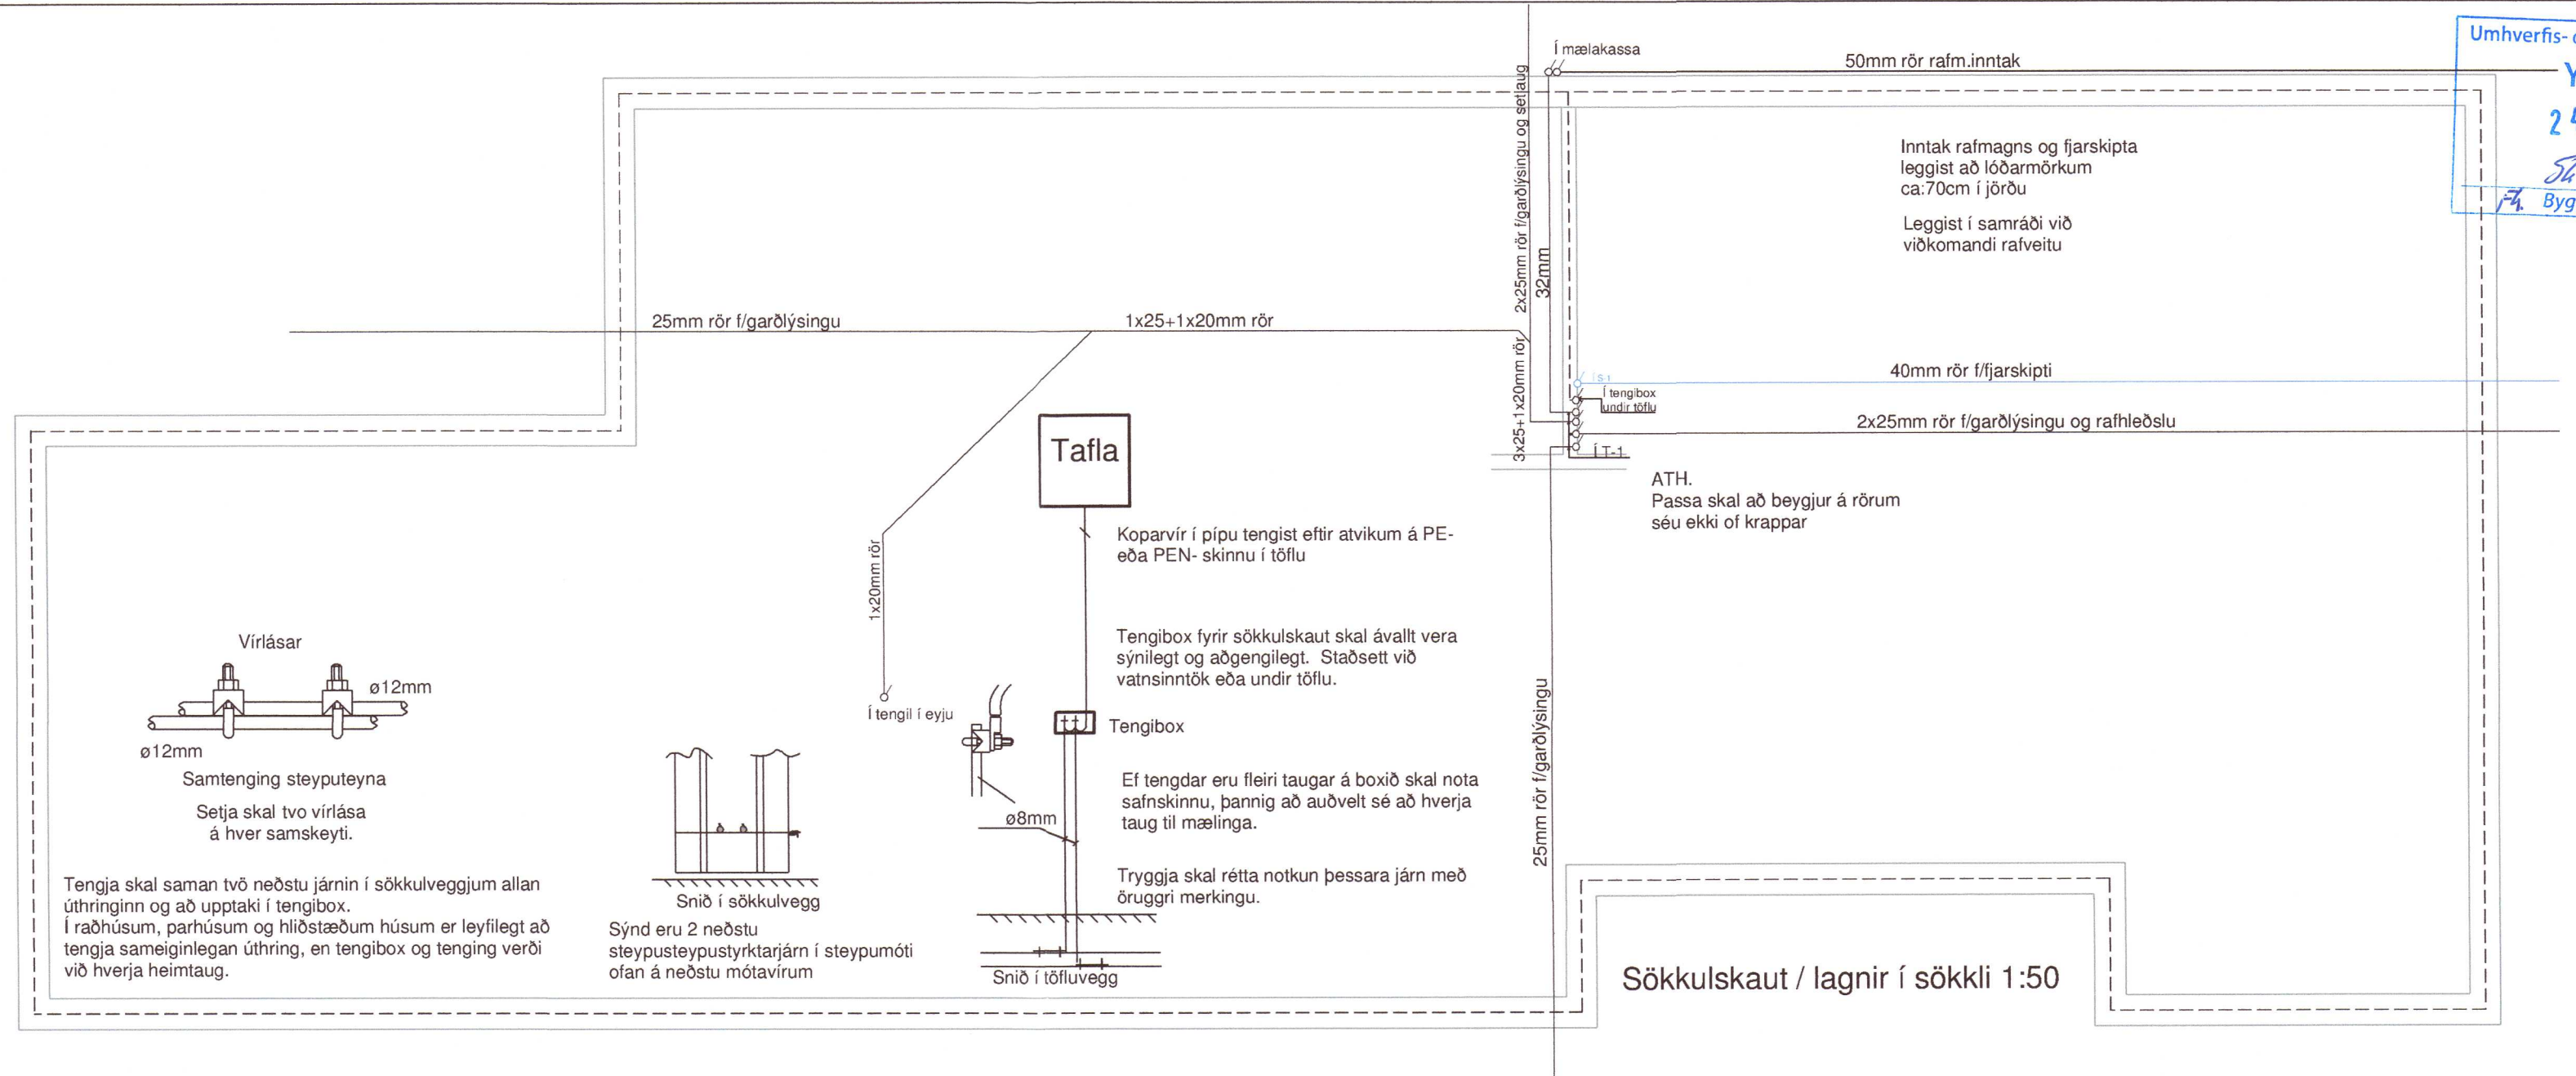 Í mælakassa
50mm rör rafm.inntak
Umhverfis-
Y
2
Byg
2x25mm rör f/garðlýsingu og setlaug
32mm
Inntak rafmagns og fjarskipta
leggist að lóðarmörkum
ca:70cm í jörðu
Leggist í samráði við
viðkomandi rafveitu
25mm rör f/garðlýsingu
1x25+1x20mm rör
3x25+1x20mm rör
40mm rör f/fjarskipti
Í S-1
Í tengibox
undir töflu
2x25mm rör f/garðlýsingu og rafhleðslu
Í T-1
ATH.
Passa skal að beygjur á rörum
séu ekki of krappar
Tafla
Koparvír í pípu tengist eftir atvikum á PE-
eða PEN- skinnu í töflu
1x20mm rör
Í tengil í eyju
Tengibox fyrir sökkulskaut skal ávallt vera
sýnilegt og aðgengilegt. Staðsett við
vatnsinntök eða undir töflu.
Tengibox
Ef tengdar eru fleiri taugar á boxið skal nota
safnskinnu, þannig að auðvelt sé að hverja
taug til mælinga.
ø8mm
Tryggja skal rétta notkun þessara járn með
öruggri merkingu.
Snið í töfluvegg
25mm rör f/garðlýsingu
Vírlásar
ø12mm
ø12mm
Samtenging steyputeyna
Setja skal tvo vírlása
á hver samskeyti.
Tengja skal saman tvö neðstu járnin í sökkulveggjum allan
úthringinn og að upptaki í tengibox.
Í raðhúsum, parhúsum og hliðstæðum húsum er leyfilegt að
tengja sameiginlegan úthring, en tengibox og tenging verði
við hverja heimtaug.
Snið í sökkulvegg
Sýnd eru 2 neðstu
steypusteypustyrktarjárn í steypumóti
ofan á neðstu mótavírum
Sökkulskaut / lagnir í sökkli 1:50